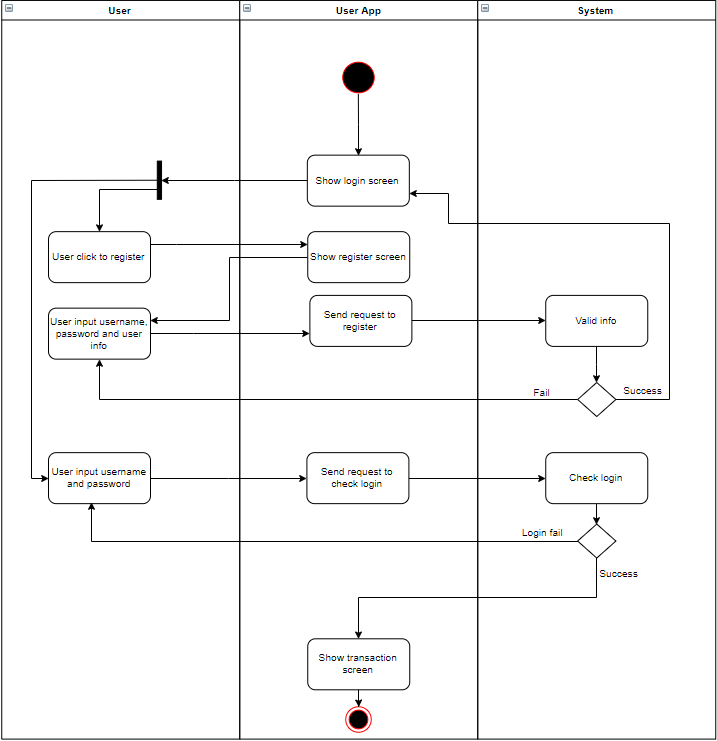 User
User App
System
Show login screen
User click to register
Show register screen
User input username,
password and user
info
Send request to
register
Valid info
Fail
Success
User input username
and password
Send request to
check login
Check login
Login fail
Success
Show transaction
screen